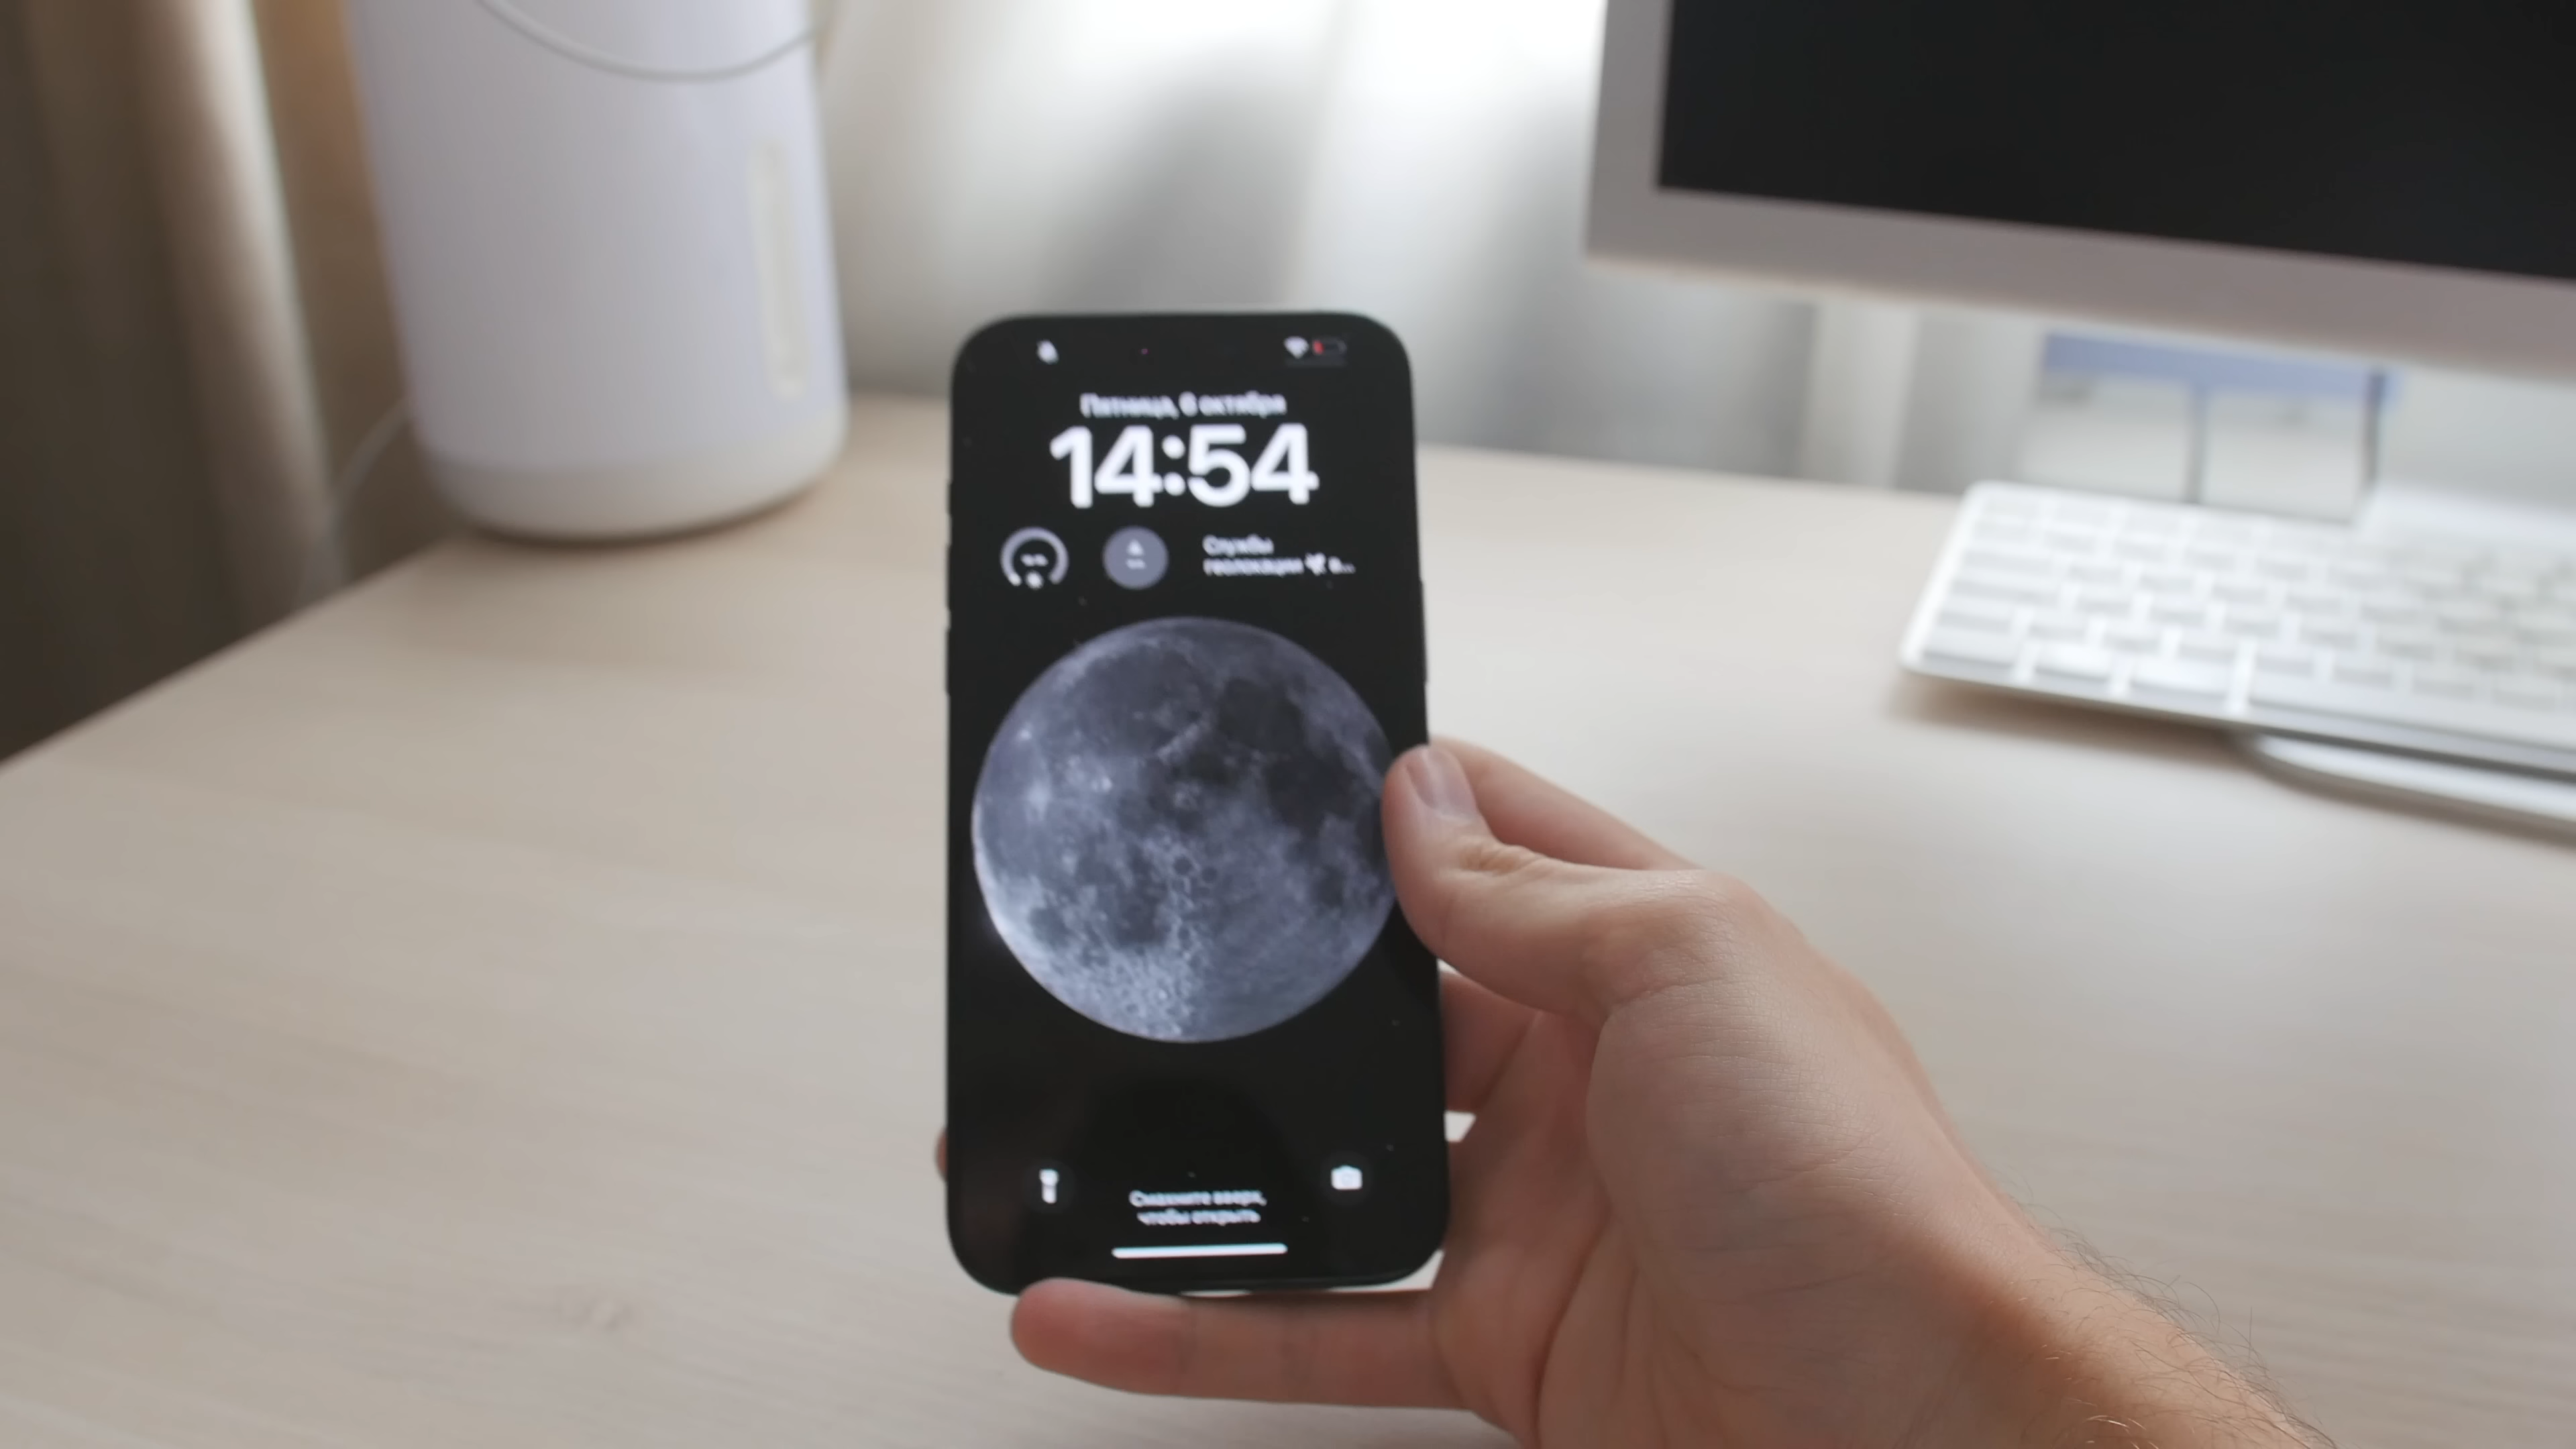 Пятница, 6 октября
14:54
Службы
геолокации в...
Смахните вверх,
чтобы открыть